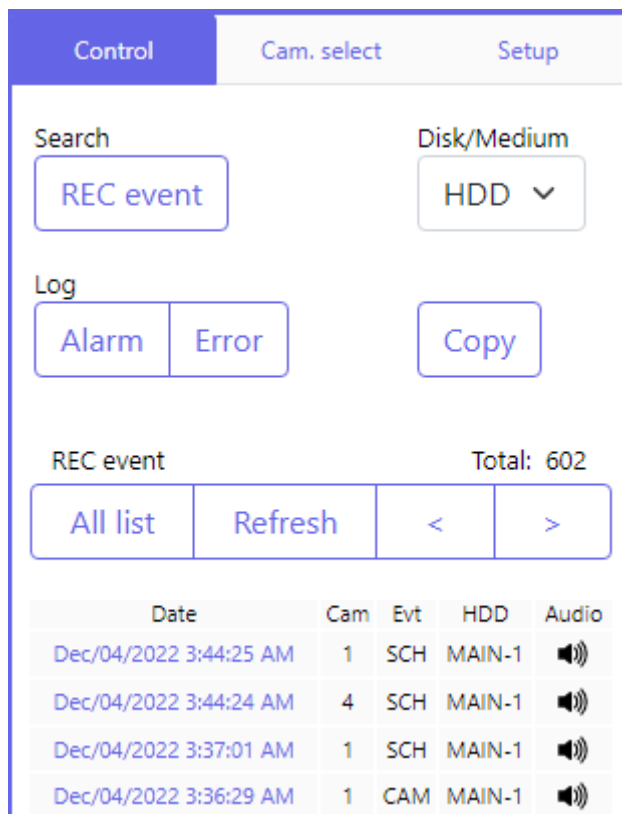 Control Cam. select Setup
Search Disk/Medium
REC event HDD
Log
Alarm Error Copy
REC event Total: 602
All list Refresh < >
Date Cam Evt HDD Audio
Dec/04/2022 3:44:25 AM 1 SCH MAIN-1
Dec/04/2022 3:44:24 AM 4 SCH MAIN-1
Dec/04/2022 3:37:01 AM 1 SCH MAIN-1
Dec/04/2022 3:36:29 AM 1 CAM MAIN-1